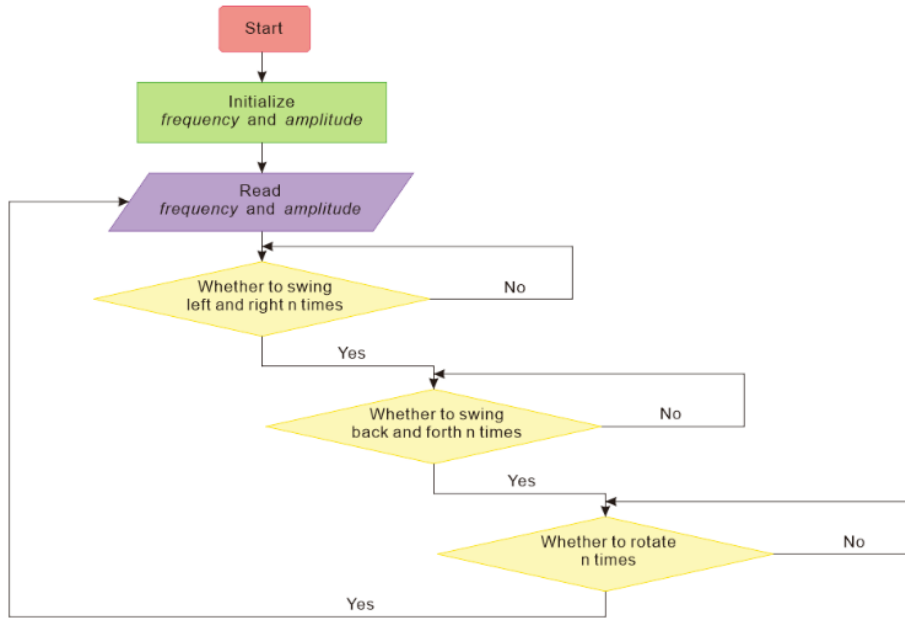 Start
Initialize
frequency and amplitude
Read
frequency and amplitude
Whether to swing
left and right n times
No
Yes
Whether to swing
back and forth n times
No
Yes
Whether to rotate
n times
No
Yes